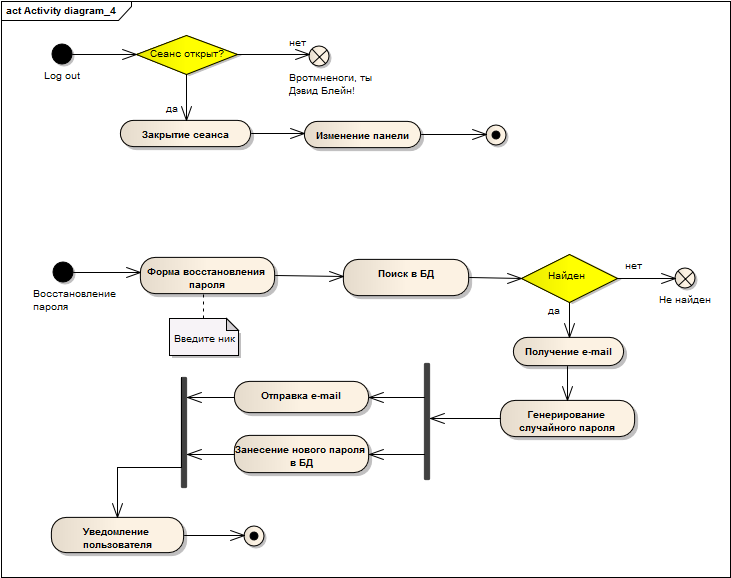 act Activity diagram_4
Сеанс открыт?
нет
Log out
Вротмненоги, ты
Дэвид Блейн!
да
Закрытие сеанса
Изменение панели
Форма восстановления
пароля
Поиск в БД
Найден
нет
Восстановление
пароля
Не найден
да
Введите ник
Получение e-mail
Отправка e-mail
Генерирование
случайного пароля
Занесение нового пароля
в БД
Уведомление
пользователя